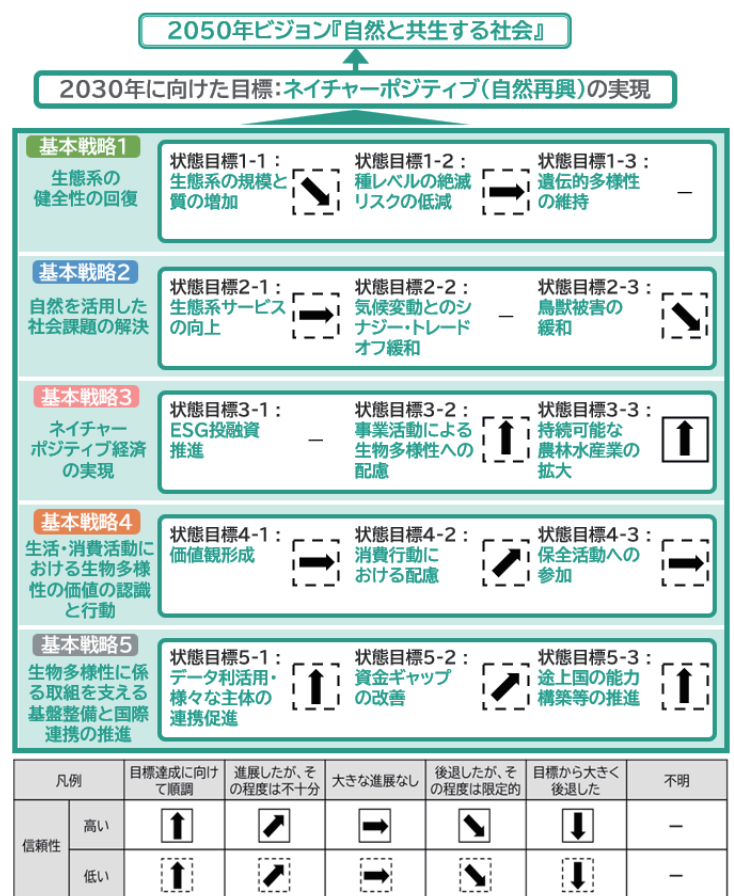 2050年ビジョン『自然と共生する社会』
2030年に向けた目標：ネイチャーポジティブ（自然再興）の実現
基本戦略1
生態系の
健全性の回復
状態目標1-1：
生態系の規模と
質の増加
状態目標1-2：
種レベルの絶滅
リスクの低減
状態目標1-3：
遺伝的多様性
の維持
－
基本戦略2
自然を活用した
社会課題の解決
状態目標2-1：
生態系サービス
の向上
状態目標2-2：
気候変動とのシ
ナジー・トレード
オフ緩和
－
状態目標2-3：
鳥獣被害の
緩和
基本戦略3
ネイチャー
ポジティブ経済
の実現
状態目標3-1：
ESG投融資
推進
－
状態目標3-2：
事業活動による
生物多様性への
配慮
状態目標3-3：
持続可能な
農林水産業の
拡大
基本戦略4
生活・消費活動に
おける生物多様
性の価値の認識
と行動
状態目標4-1：
価値観形成
状態目標4-2：
消費行動に
おける配慮
状態目標4-3：
保全活動への
参加
基本戦略5
生物多様性に係
る取組を支える
基盤整備と国際
連携の推進
状態目標5-1：
データ利活用・
様々な主体の
連携促進
状態目標5-2：
資金ギャップ
の改善
状態目標5-3：
途上国の能力
構築等の推進
凡例
目標達成に向け
て順調
進展したが、そ
の程度は不十分
大きな進展なし
後退したが、そ
の程度は限定的
目標から大きく
後退した
不明
信頼性
高い
－
低い
－